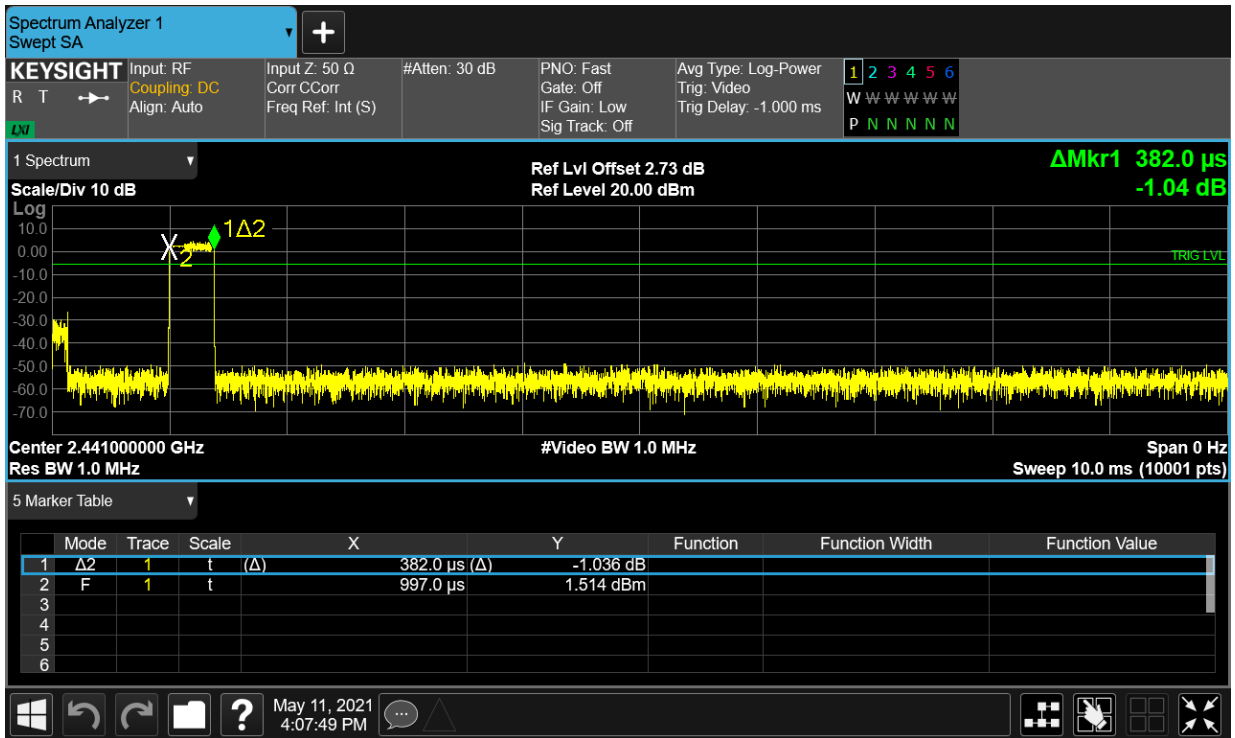 Spectrum Analyzer 1
Swept SA
KEYSIGHT
R T
LXI
Input: RF
Coupling: DC
Align: Auto
Input Z: 50 Ω
Corr CCorr
Freq Ref: Int (S)
#Atten: 30 dB
PNO: Fast
Gate: Off
IF Gain: Low
Sig Track: Off
Avg Type: Log-Power
Trig: Video
Trig Delay: -1.000 ms
1 2 3 4 5 6
W W W W W W
P N N N N N
1 Spectrum
Scale/Div 10 dB
Ref Lvl Offset 2.73 dB
Ref Level 20.00 dBm
ΔMkr1 382.0 µs
-1.04 dB
Log
10.0
0.00
-10.0
-20.0
-30.0
-40.0
-50.0
-60.0
-70.0
1Δ2
2
TRIG LVL
Center 2.441000000 GHz
Res BW 1.0 MHz
#Video BW 1.0 MHz
Span 0 Hz
Sweep 10.0 ms (10001 pts)
5 Marker Table
Mode Trace Scale X Y Function Function Width Function Value
1 Δ2 1 t (Δ) 382.0 µs (Δ) -1.036 dB
2 F 1 t 997.0 µs 1.514 dBm
3
4
5
6
?
May 11, 2021
4:07:49 PM